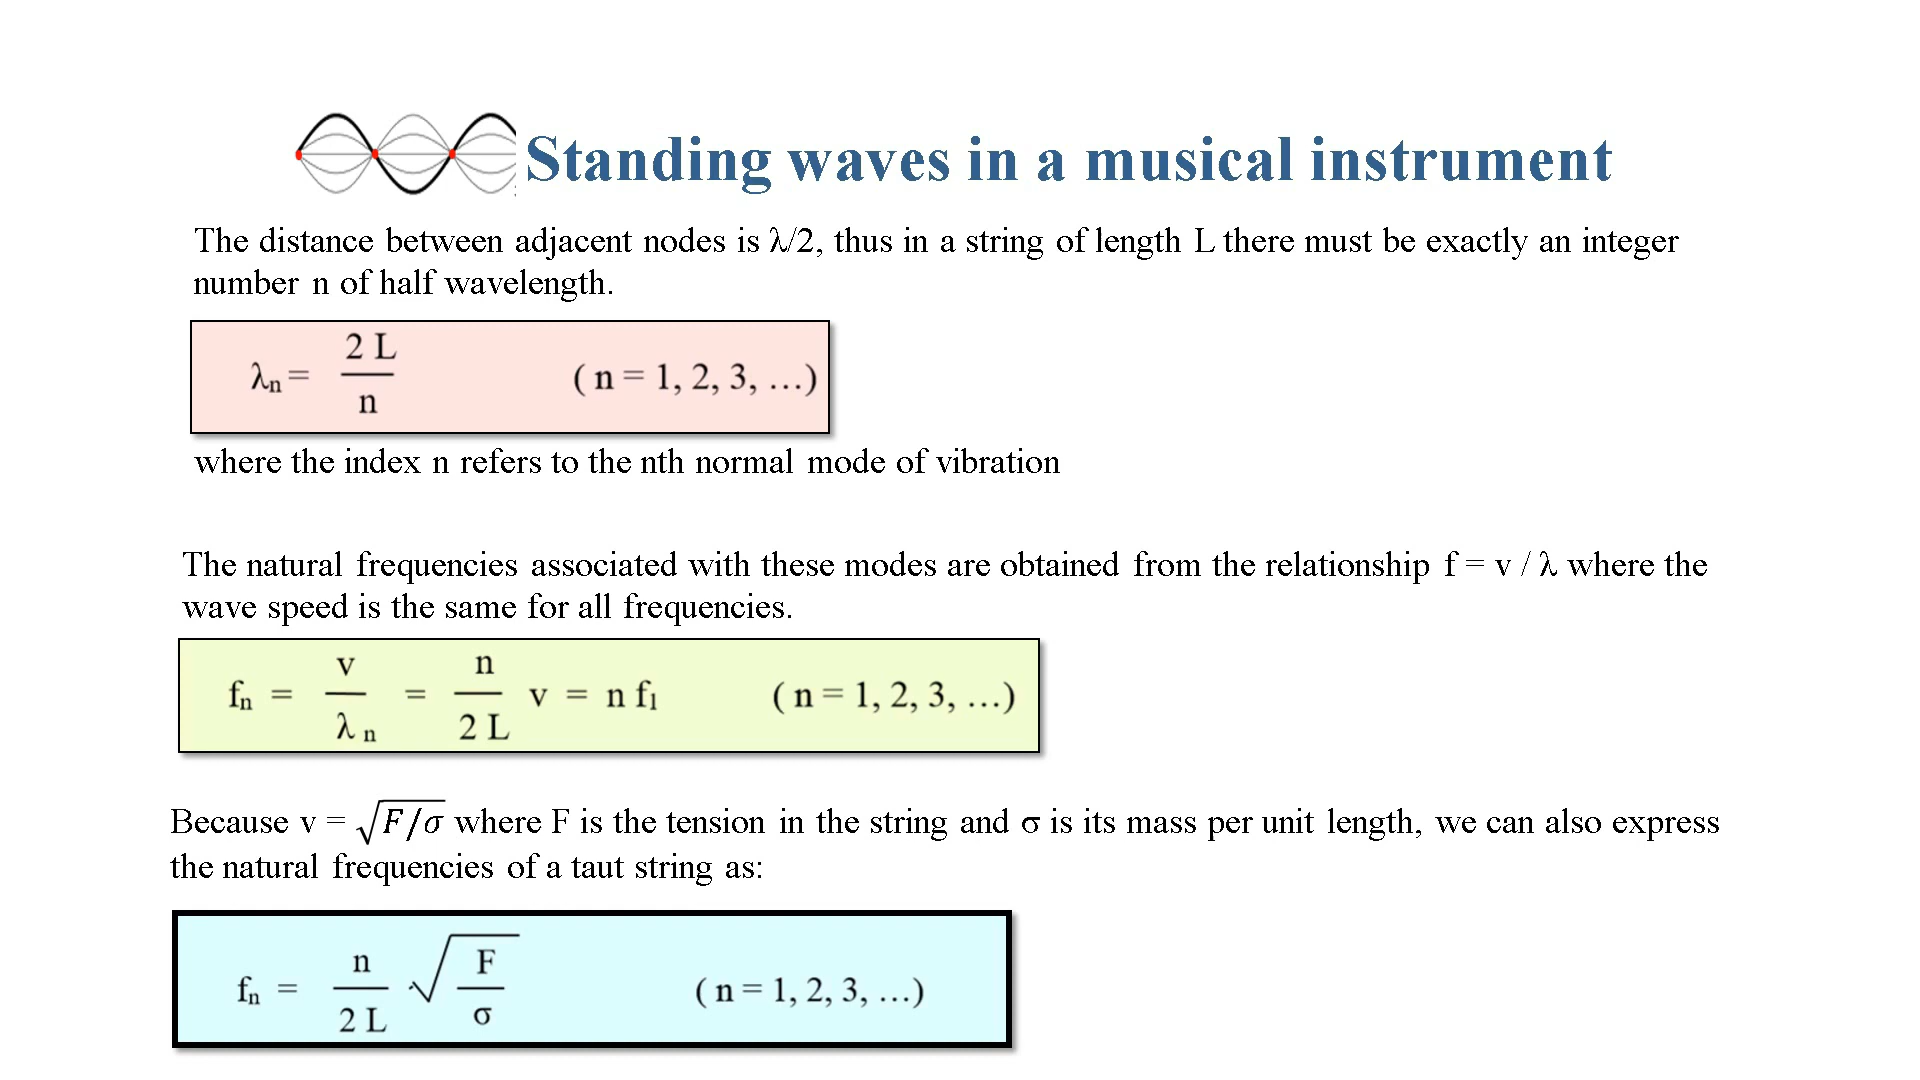 Standing waves in a musical instrument
The distance between adjacent nodes is λ/2, thus in a string of length L there must be exactly an integer
number n of half wavelength.
λn = 2 L / n ( n = 1, 2, 3, …)
where the index n refers to the nth normal mode of vibration
The natural frequencies associated with these modes are obtained from the relationship f = v / λ where the
wave speed is the same for all frequencies.
fn = v / λ n = n / 2 L v = n f1 ( n = 1, 2, 3, …)
Because v = √F/σ where F is the tension in the string and σ is its mass per unit length, we can also express
the natural frequencies of a taut string as:
fn = n / 2 L √ F / σ ( n = 1, 2, 3, …)